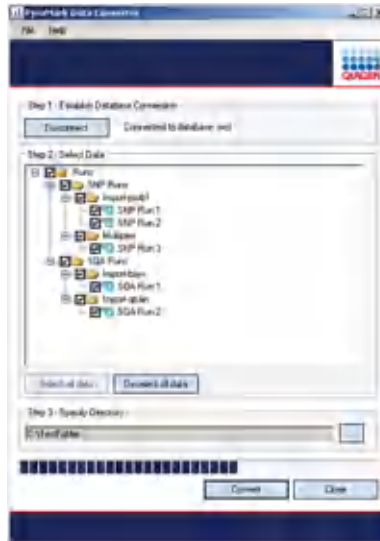 PyroMark Data Converter
File Help
QIAGEN
Step 1 - Establish Database Connection
Disconnect Connected to database:
Step 2 - Select Data
Runs
SNP Runs
SNP Run 1
SNP Run 2
Multiplex
SNP Run 3
SQA Runs
SQA Run 1
SQA Run 2
Select all data Deselect all data
Step 3 - Specify Directory
Convert Close